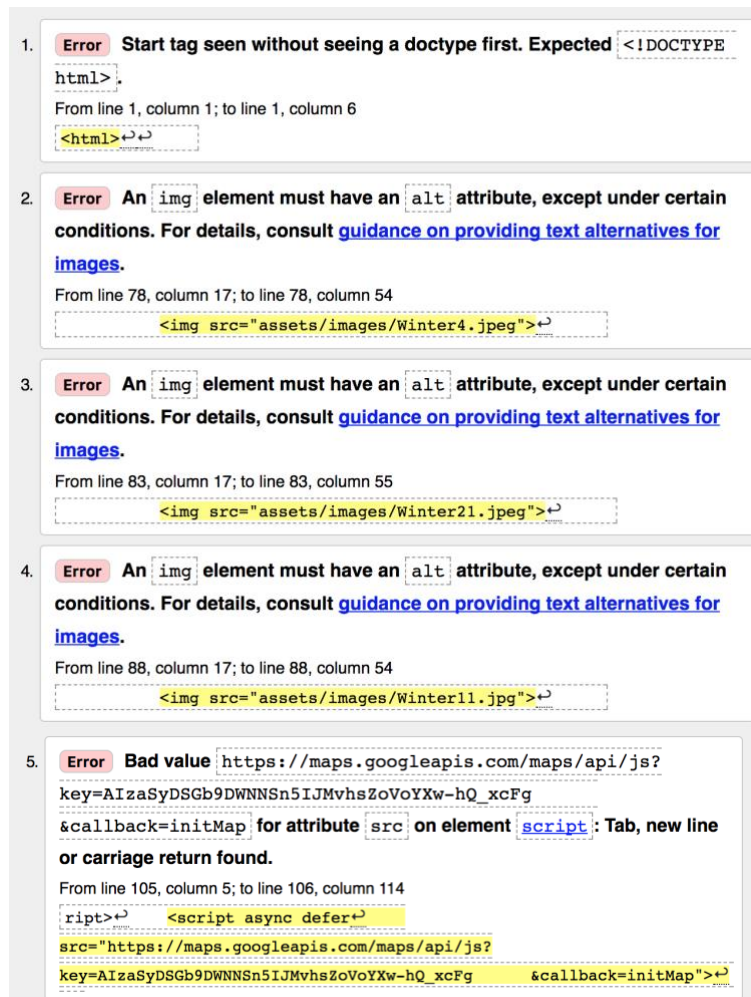 1. Error Start tag seen without seeing a doctype first. Expected <!DOCTYPE
html>.
From line 1, column 1; to line 1, column 6
<html>↩↩
2. Error An img element must have an alt attribute, except under certain
conditions. For details, consult guidance on providing text alternatives for
images.
From line 78, column 17; to line 78, column 54
<img src="assets/images/Winter4.jpeg">↩
3. Error An img element must have an alt attribute, except under certain
conditions. For details, consult guidance on providing text alternatives for
images.
From line 83, column 17; to line 83, column 55
<img src="assets/images/Winter21.jpeg">↩
4. Error An img element must have an alt attribute, except under certain
conditions. For details, consult guidance on providing text alternatives for
images.
From line 88, column 17; to line 88, column 54
<img src="assets/images/Winter11.jpg">↩
5. Error Bad value https://maps.googleapis.com/maps/api/js?
key=AIzaSyDSGb9DWNNSn5IJMvhsZoVoYXw-hQ_xcFg
&callback=initMap for attribute src on element script: Tab, new line
or carriage return found.
From line 105, column 5; to line 106, column 114
ript>↩ <script async defer↩
src="https://maps.googleapis.com/maps/api/js?
key=AIzaSyDSGb9DWNNSn5IJMvhsZoVoYXw-hQ_xcFg &callback=initMap">↩